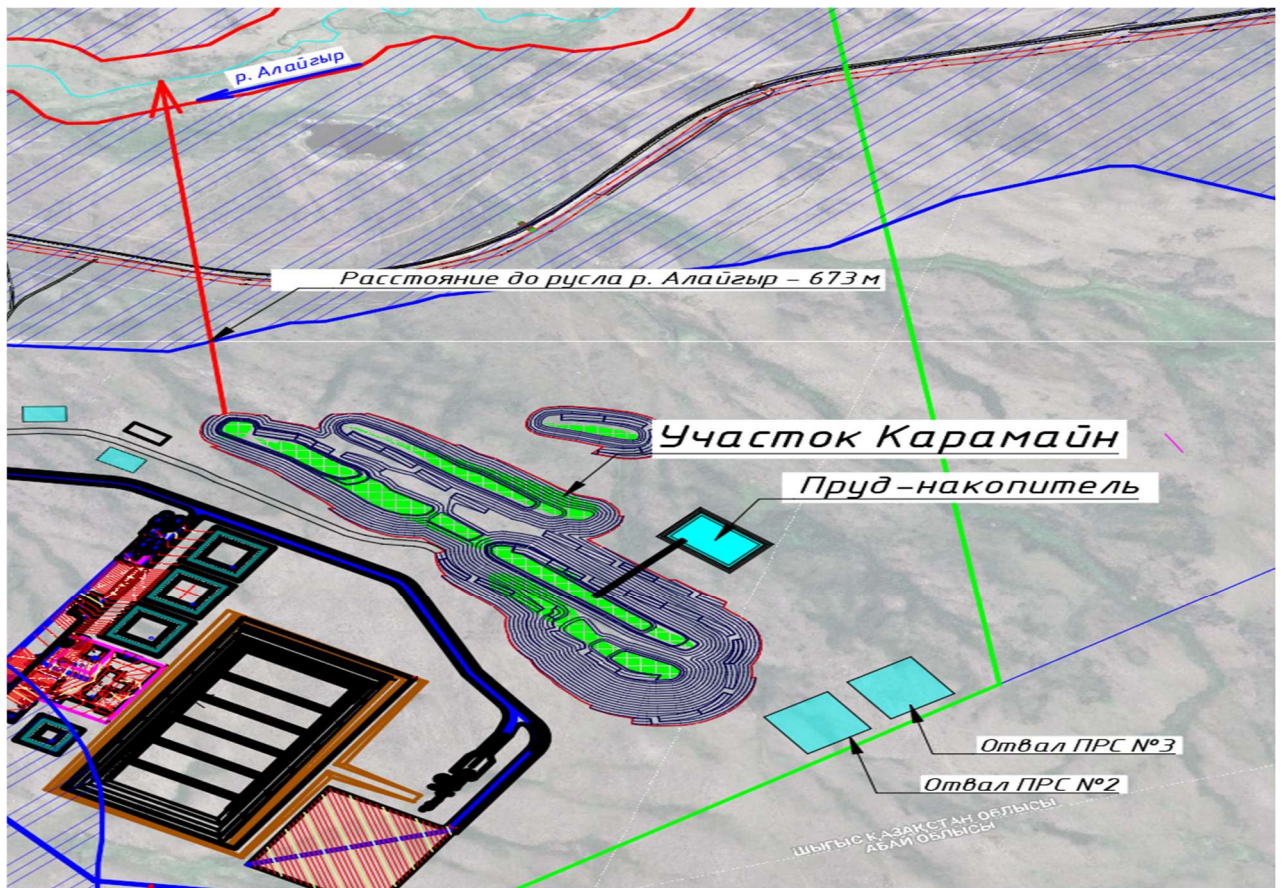 р. Алайгыр
Расстояние до русла р. Алайгыр – 673 м
Участок Карамайн
Пруд-накопитель
Отвал ПРС №3
Отвал ПРС №2
ШЫҒЫС ҚАЗАҚСТАН ОБЛЫСЫ
АБАЙ ОБЛЫСЫ